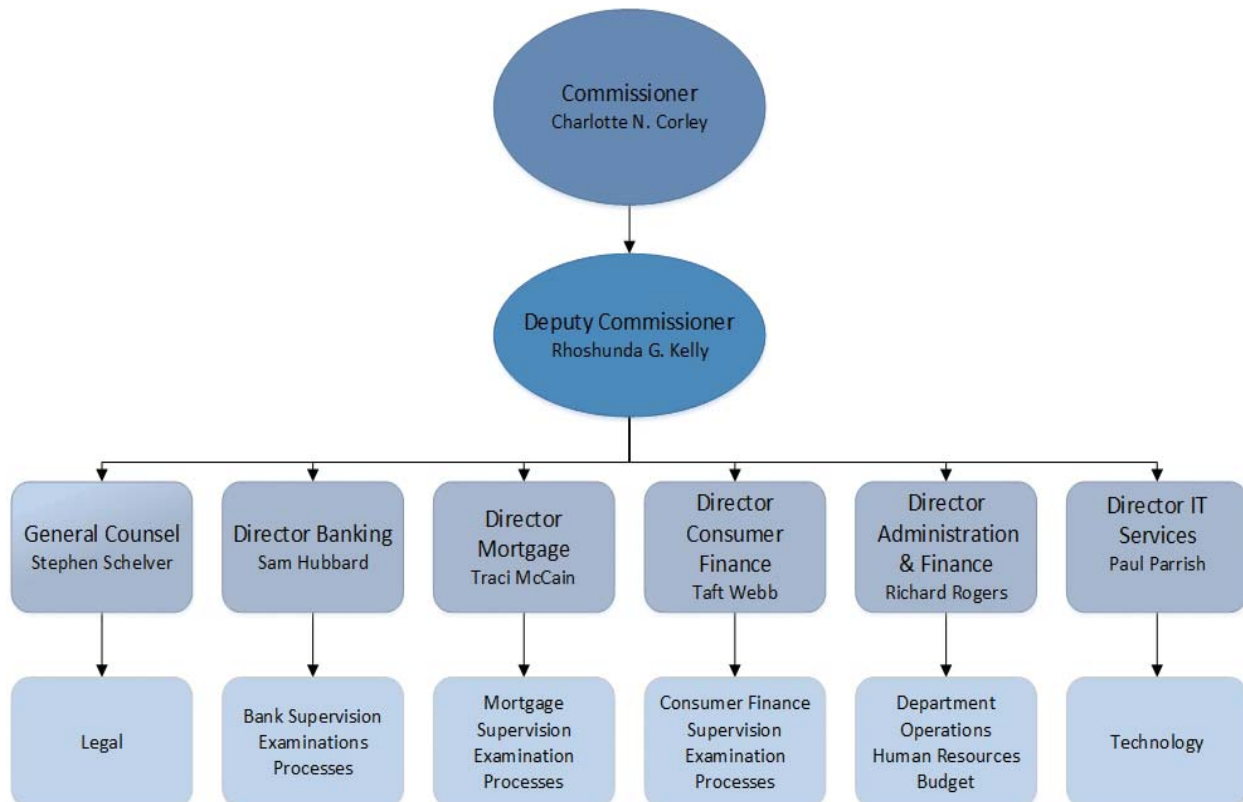 Commissioner
Charlotte N. Corley
Deputy Commissioner
Rhoshunda G. Kelly
General Counsel
Stephen Schelver
Director Banking
Sam Hubbard
Director
Mortgage
Traci McCain
Director
Consumer
Finance
Taft Webb
Director
Administration
& Finance
Richard Rogers
Director IT
Services
Paul Parrish
Legal
Bank Supervision
Examinations
Processes
Mortgage
Supervision
Examination
Processes
Consumer Finance
Supervision
Examination
Processes
Department
Operations
Human Resources
Budget
Technology